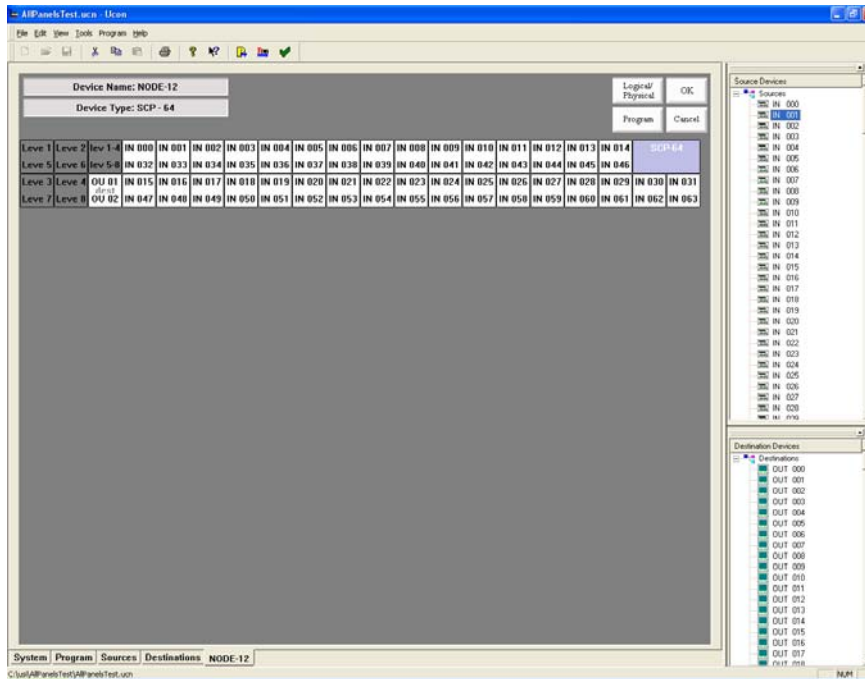 AllPanelsTest.ucn - Ucon
File Edit View Tools Program Help
Device Name: NODE-12
Device Type: SCP - 64
Logical/
Physical
OK
Program
Cancel
Leve 1 Leve 2 lev 1-4 IN 000 IN 001 IN 002 IN 003 IN 004 IN 005 IN 006 IN 007 IN 008 IN 009 IN 010 IN 011 IN 012 IN 013 IN 014 SCP-64
Leve 5 Leve 6 lev 5-8 IN 032 IN 033 IN 034 IN 035 IN 036 IN 037 IN 038 IN 039 IN 040 IN 041 IN 042 IN 043 IN 044 IN 045 IN 046
Leve 3 Leve 4 OU 01 IN 015 IN 016 IN 017 IN 018 IN 019 IN 020 IN 021 IN 022 IN 023 IN 024 IN 025 IN 026 IN 027 IN 028 IN 029 IN 030 IN 031
dest
Leve 7 Leve 8 OU 02 IN 047 IN 048 IN 049 IN 050 IN 051 IN 052 IN 053 IN 054 IN 055 IN 056 IN 057 IN 058 IN 059 IN 060 IN 061 IN 062 IN 063
Source Devices
Sources
IN 000
IN 001
IN 002
IN 003
IN 004
IN 005
IN 006
IN 007
IN 008
IN 009
IN 010
IN 011
IN 012
IN 013
IN 014
IN 015
IN 016
IN 017
IN 018
IN 019
IN 020
IN 021
IN 022
IN 023
IN 024
IN 025
IN 026
IN 027
IN 028
IN 029
Destination Devices
Destinations
OUT 000
OUT 001
OUT 002
OUT 003
OUT 004
OUT 005
OUT 006
OUT 007
OUT 008
OUT 009
OUT 010
OUT 011
OUT 012
OUT 013
OUT 014
OUT 015
OUT 016
OUT 017
OUT 018
System Program Sources Destinations NODE-12
C:\usl\AllPanelsTest\AllPanelsTest.ucn
NUM